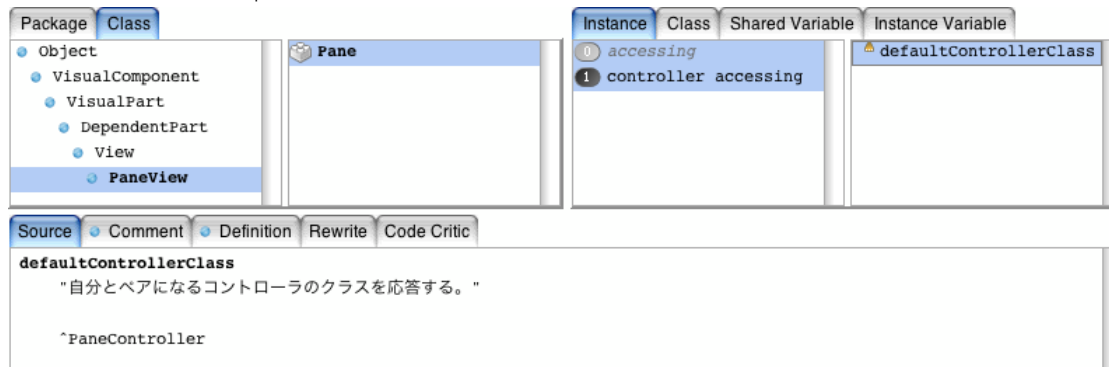 Package Class
Object
VisualComponent
VisualPart
DependentPart
View
PaneView
Pane
Instance Class Shared Variable Instance Variable
0 accessing
1 controller accessing
defaultControllerClass
Source Comment Definition Rewrite Code Critic
defaultControllerClass
"自分とペアになるコントローラのクラスを応答する。"
^PaneController